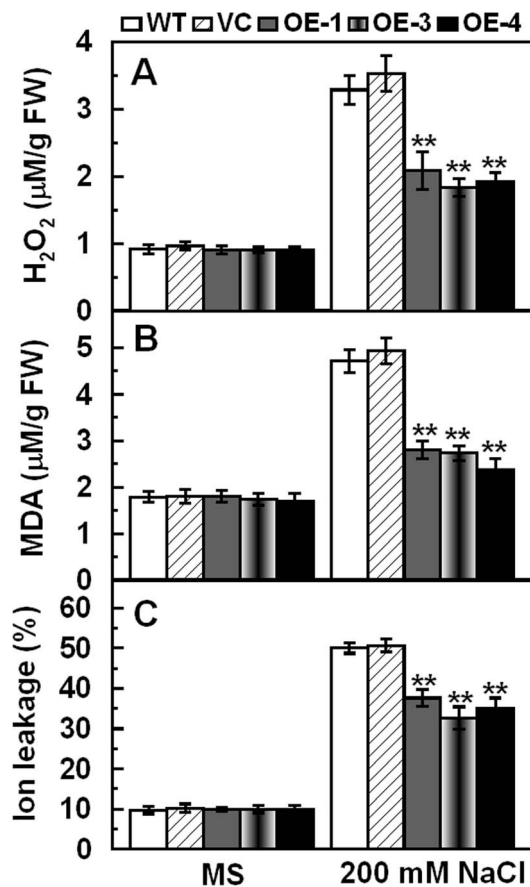 WT VC OE-1 OE-3 OE-4
A
H₂O₂ (μM/g FW)
4
3
2
1
0
** ** **
B
MDA (μM/g FW)
5
4
3
2
1
0
** ** **
C
Ion leakage (%)
60
50
40
30
20
10
0
** ** **
MS 200 mM NaCl